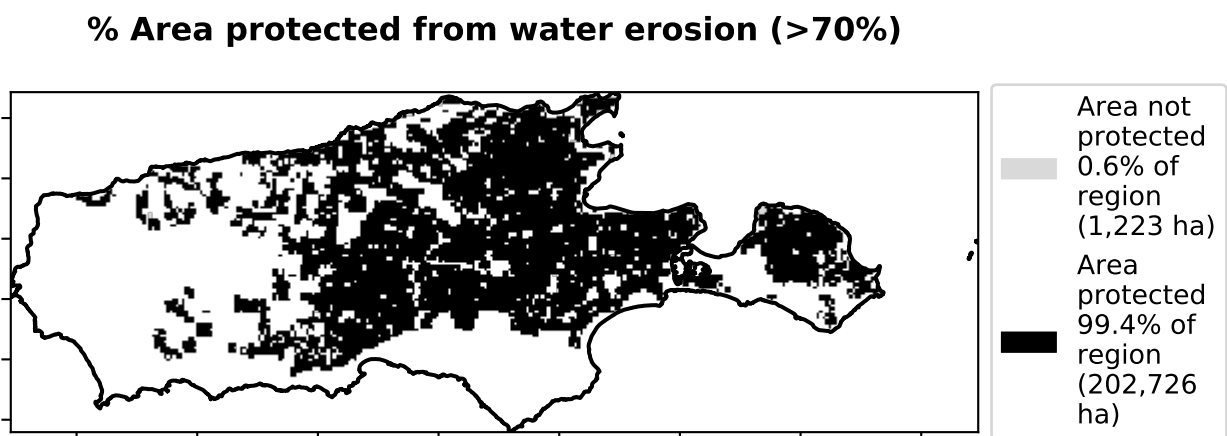 % Area protected from water erosion (>70%)
Area not
protected
0.6% of
region
(1,223 ha)
Area
protected
99.4% of
region
(202,726
ha)